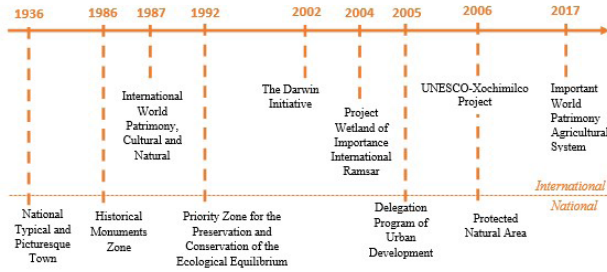 1936 1986 1987 1992 2002 2004 2005 2006 2017
International
World
Patrimony,
Cultural and
Natural
The Darwin
Initiative
Project
Wetland of
Importance
International
Ramsar
UNESCO-Xochimilco
Project
Important
World
Patrimony
Agricultural
System
International
National
National
Typical and
Picturesque
Town
Historical
Monuments
Zone
Priority Zone for the
Preservation and
Conservation of the
Ecological Equilibrium
Delegation
Program of
Urban
Development
Protected
Natural Area